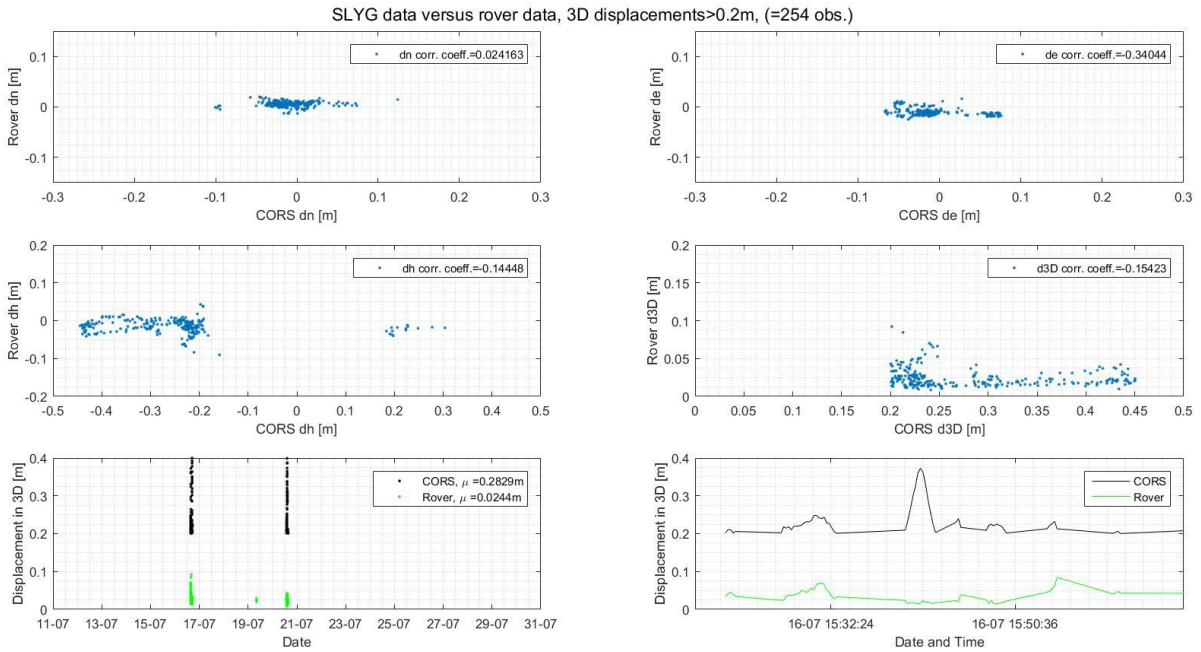 SLYG data versus rover data, 3D displacements>0.2m, (=254 obs.)
Rover dn [m]
0.1
0
-0.1
dn corr. coeff.=0.024163
-0.3 -0.2 -0.1 0 0.1 0.2 0.3
CORS dn [m]
Rover de [m]
0.1
0
-0.1
de corr. coeff=-0.34044
-0.3 -0.2 -0.1 0 0.1 0.2 0.3
CORS de [m]
Rover dh [m]
0.2
0.1
0
-0.1
-0.2
dh corr. coeff=-0.14448
-0.5 -0.4 -0.3 -0.2 -0.1 0 0.1 0.2 0.3 0.4 0.5
CORS dh [m]
Rover d3D [m]
0.2
0.15
0.1
0.05
0
d3D corr. coeff=-0.15423
0 0.05 0.1 0.15 0.2 0.25 0.3 0.35 0.4 0.45 0.5
CORS d3D [m]
Displacement in 3D [m]
0.4
0.3
0.2
0.1
0
CORS, μ =0.2829m
Rover, μ =0.0244m
11-07 13-07 15-07 17-07 19-07 21-07 23-07 25-07 27-07 29-07 31-07
Date
Displacement in 3D [m]
0.4
0.3
0.2
0.1
0
CORS
Rover
16-07 15:32:24 16-07 15:50:36
Date and Time